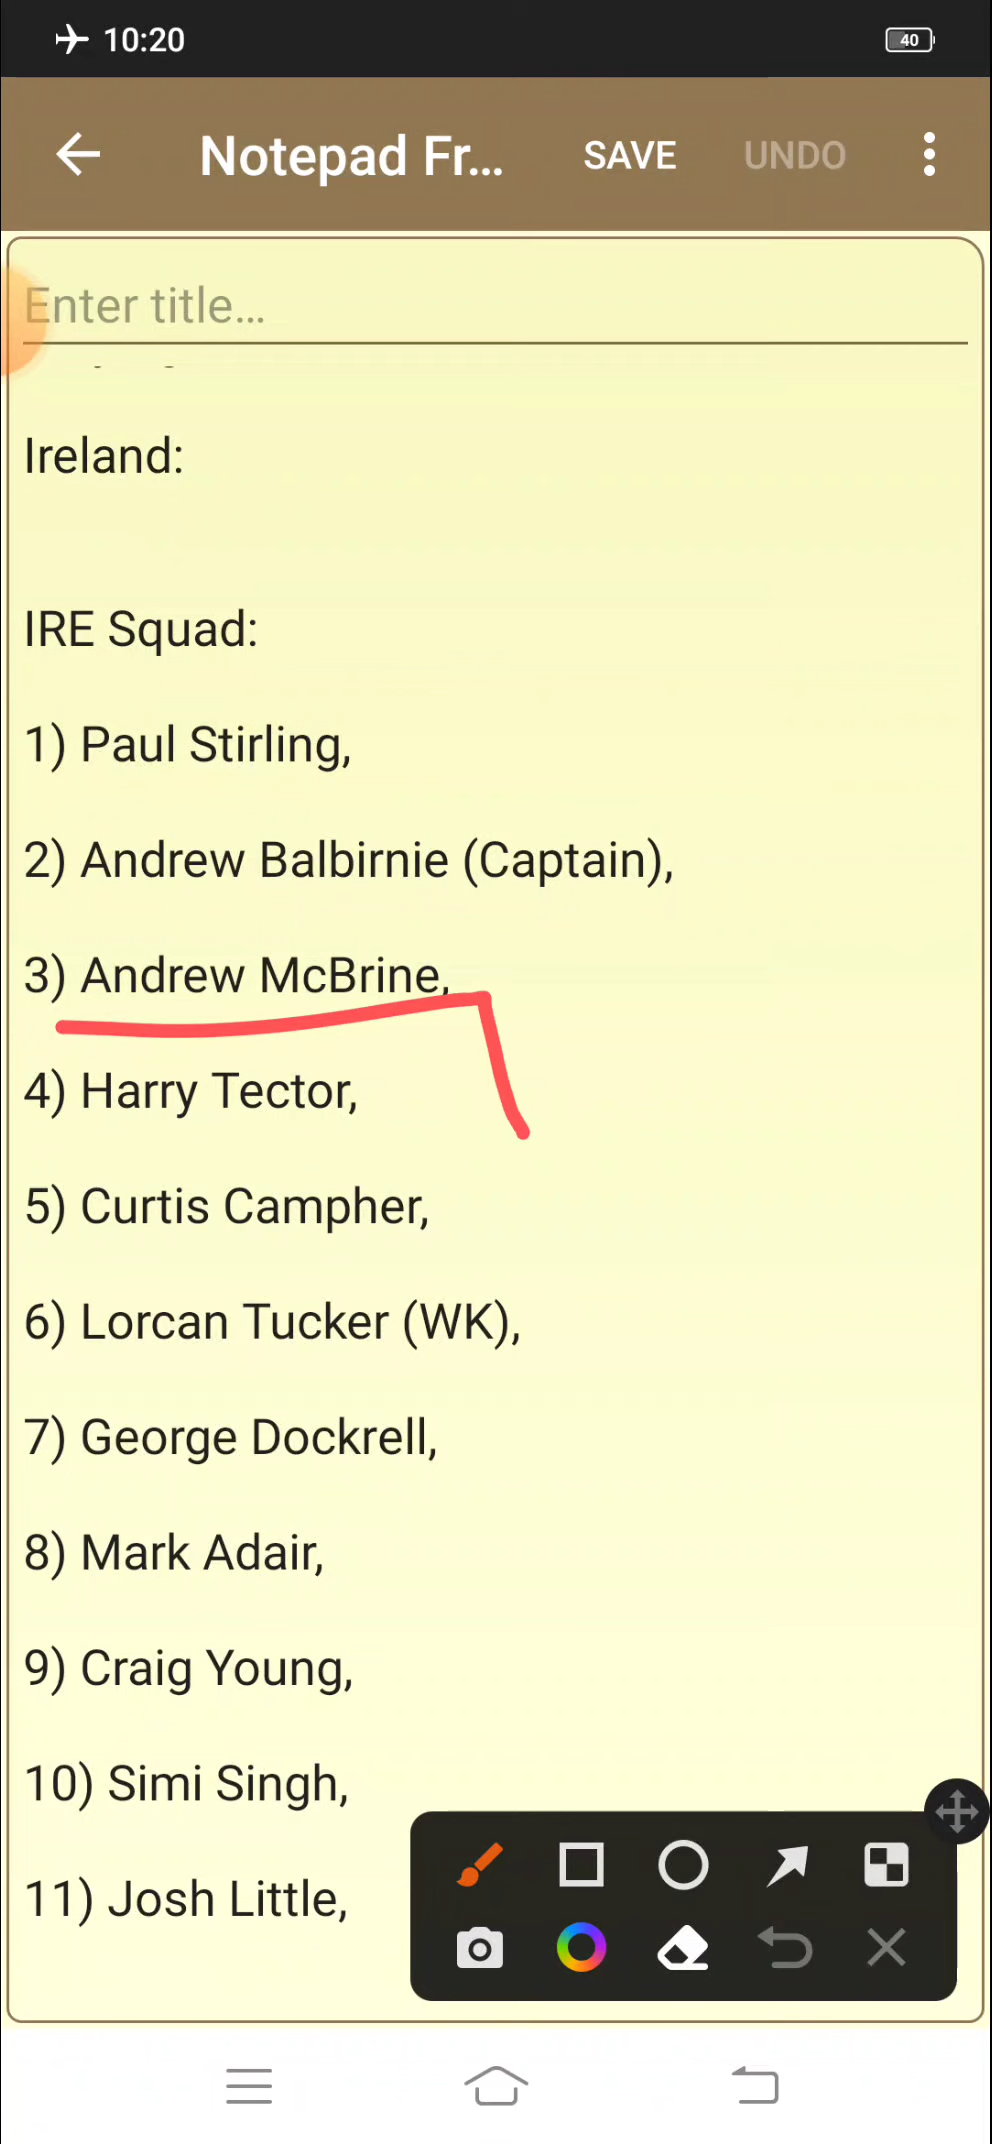 10:20
40
Notepad Fr...
SAVE
UNDO
Enter title...
Ireland:
IRE Squad:
1) Paul Stirling,
2) Andrew Balbirnie (Captain),
3) Andrew McBrine,
4) Harry Tector,
5) Curtis Campher,
6) Lorcan Tucker (WK),
7) George Dockrell,
8) Mark Adair,
9) Craig Young,
10) Simi Singh,
11) Josh Little,